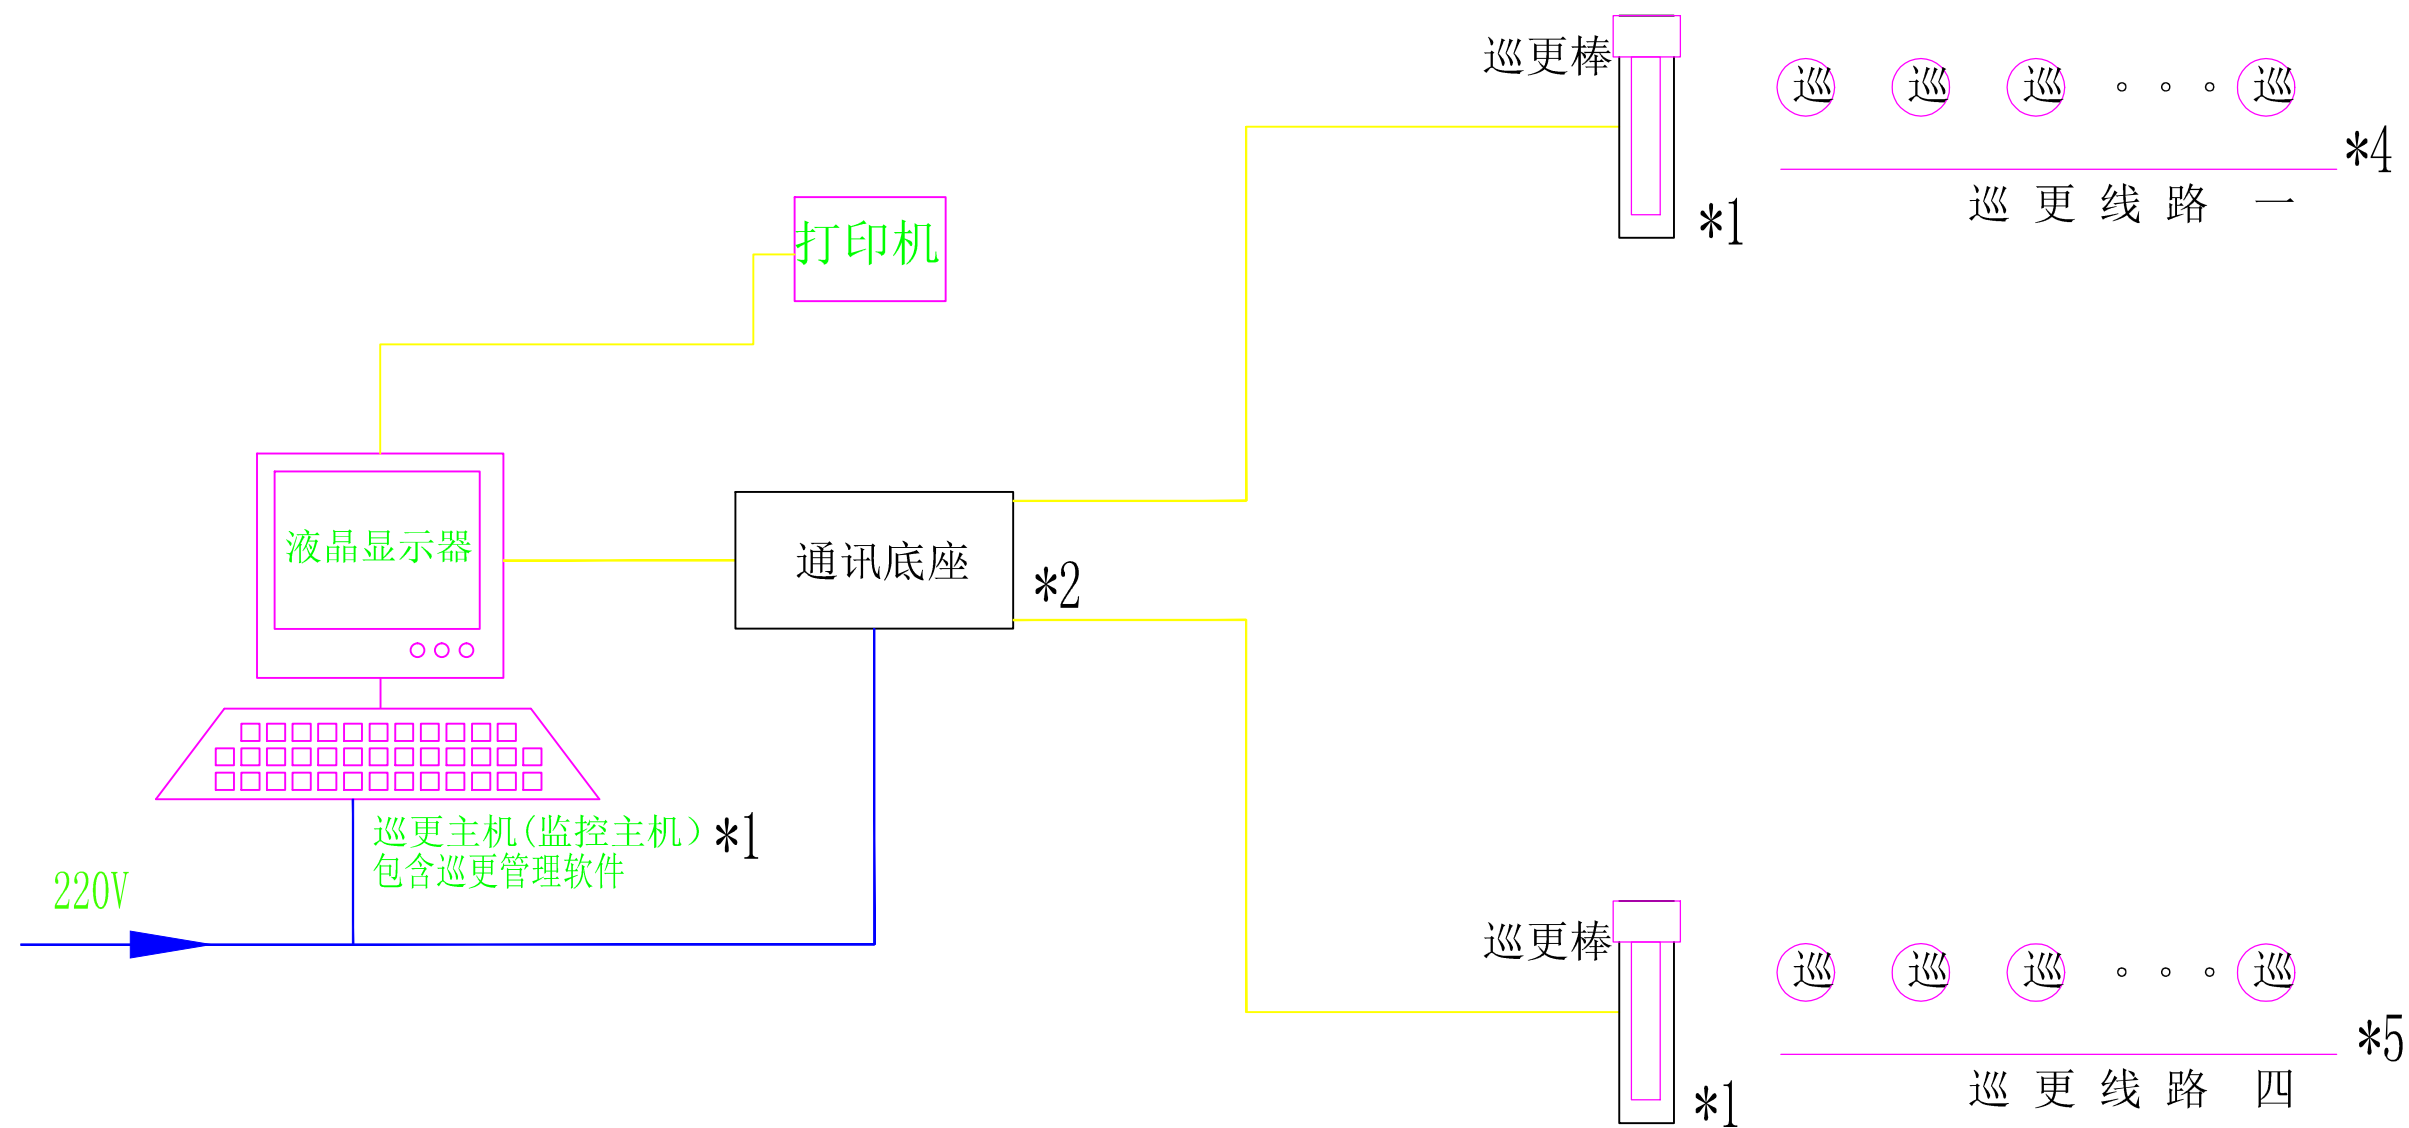 巡更棒
*1
巡 巡 巡 。。。 巡
*4
巡更线路 一
打印机
液晶显示器
通讯底座
*2
巡更主机(监控主机)
*1
包含巡更管理软件
220V
巡更棒
*1
巡 巡 巡 。。。 巡
*5
巡更线路 四